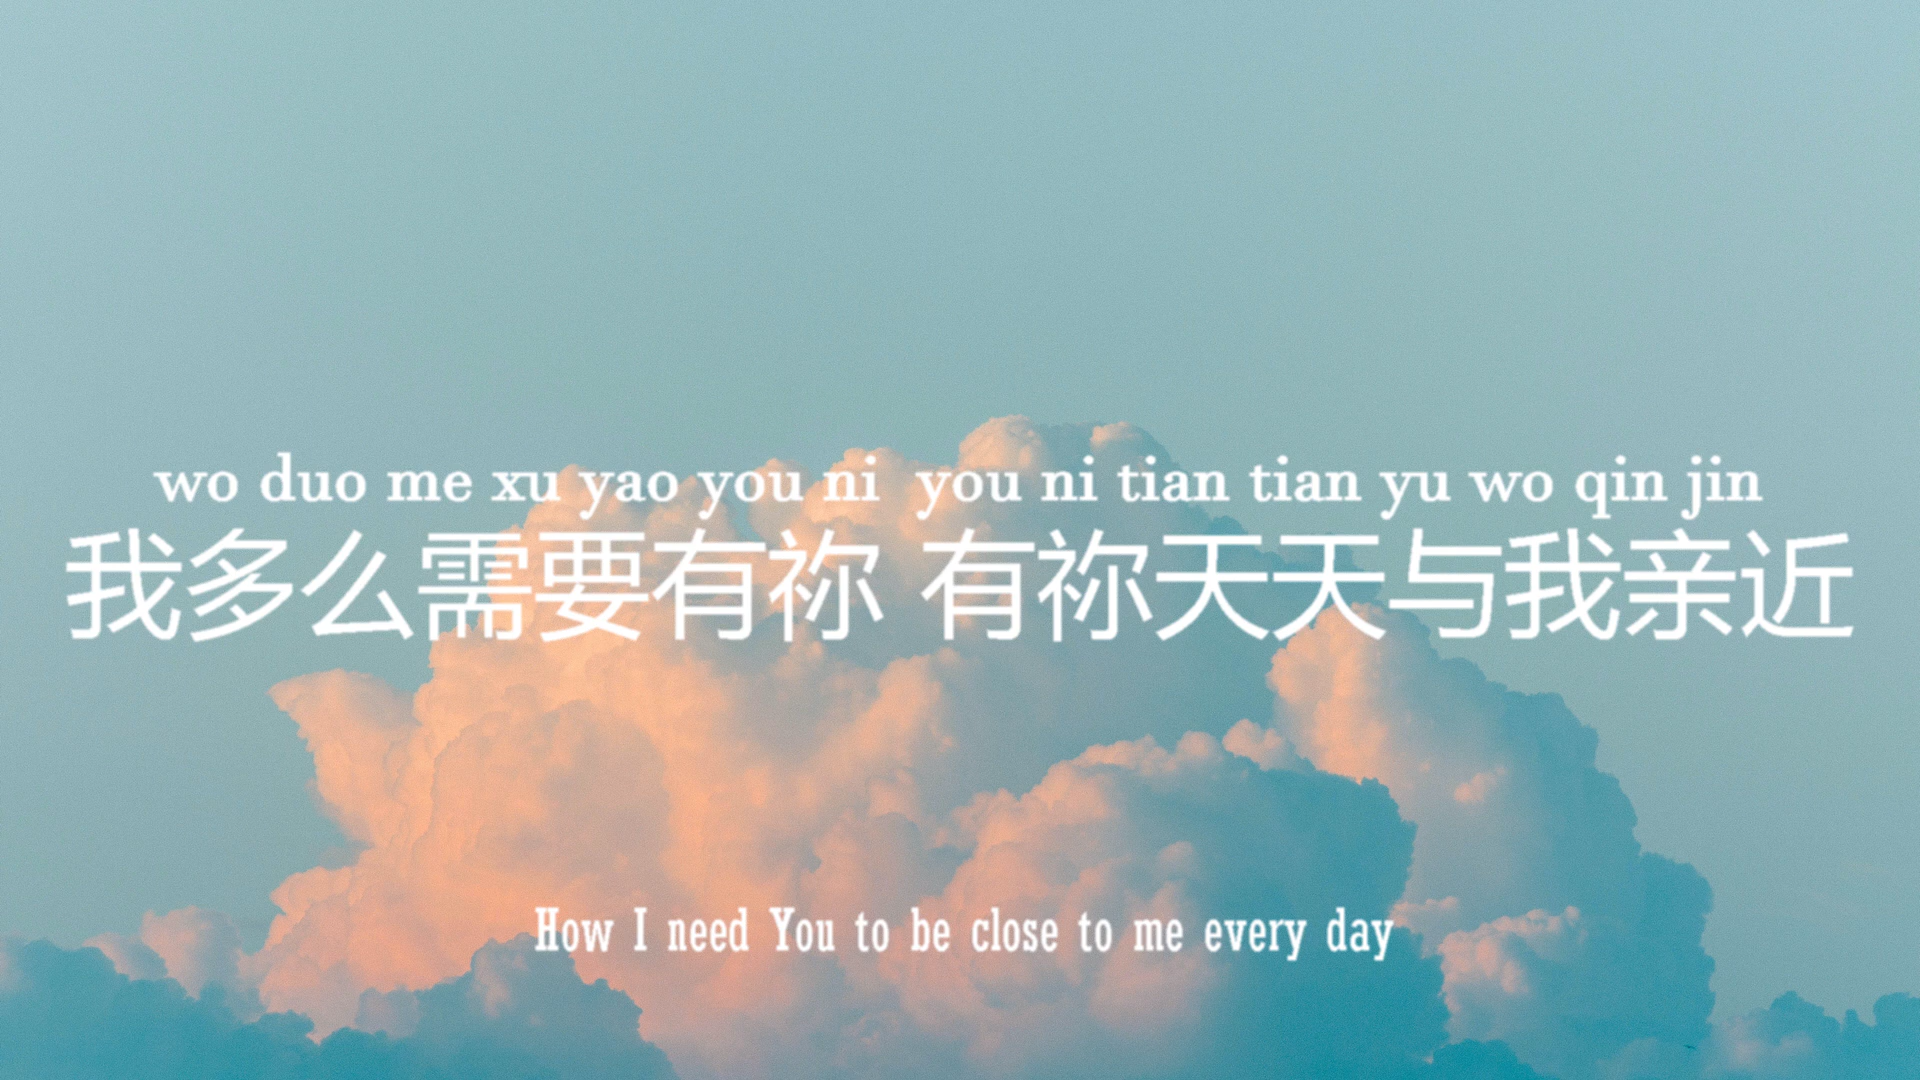 wo duo me xu yao you ni  you ni tian tian yu wo qin jin
我多么需要有祢 有祢天天与我亲近
How I need You to be close to me every day